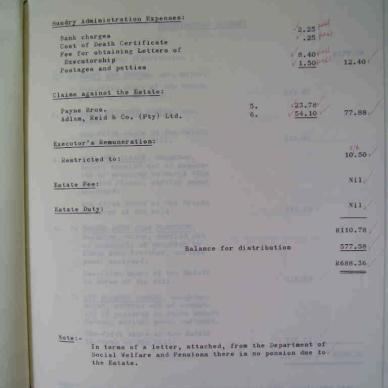 Sundry Administration Expenses:
Bank charges 2.25
Cost of Death Certificate .25
Fee for obtaining Letters of
Executorship 8.40
Postages and petties 1.50 12.40
Claims against the Estate:
Payne Bros. 5. 23.78
Adlam, Reid & Co. (Pty) Ltd. 6. 54.10 77.88
Executor's Remuneration:
Restricted to: 10.50
Estate Fee: Nil.
Estate Duty: Nil.
R110.78
Balance for distribution 577.58
R688.36
Note:-
In terms of a letter, attached, from the Department of
Social Welfare and Pensions there is no pension due to
the Estate.